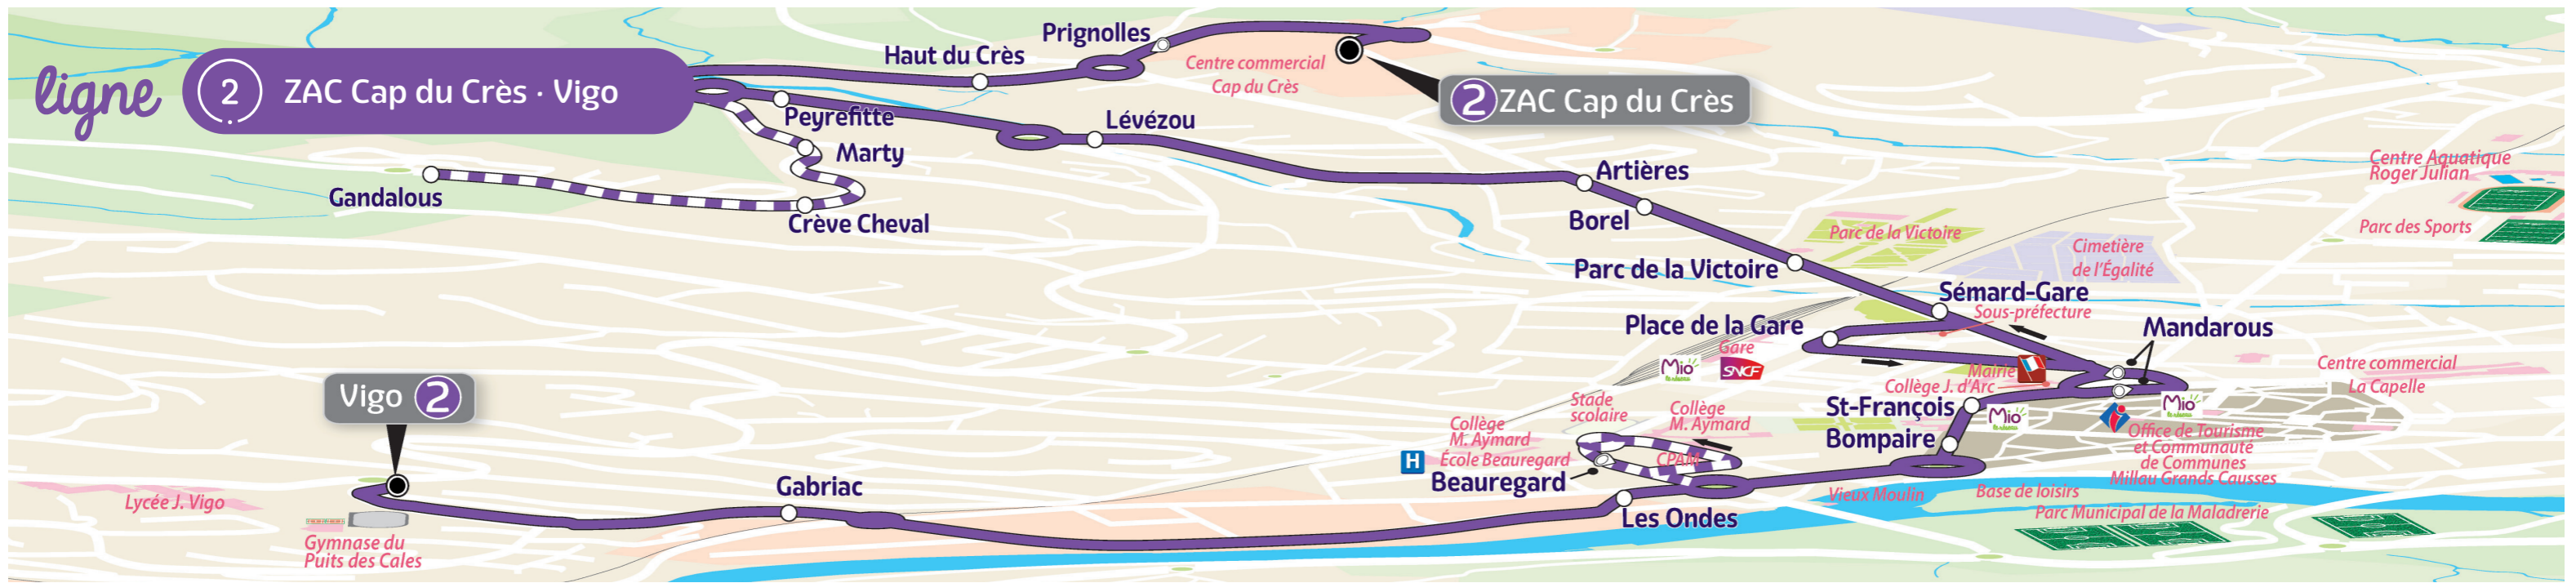 ligne 2 ZAC Cap du Crès · Vigo
Prignolles
Haut du Crès
Centre commercial
Cap du Crès
2 ZAC Cap du Crès
Peyrefitte
Lévézou
Marty
Gandalous
Crève Cheval
Artières
Borel
Parc de la Victoire
Parc de la Victoire
Cimetière
de l'Égalité
Centre Aquatique
Roger Julian
Parc des Sports
Sémard-Gare
Sous-préfecture
Place de la Gare
Gare
Mio
SNCF
Mandarous
Mairie
Collège J. d'Arc
Centre commercial
La Capelle
St-François
Mio
Mio
Bompaire
Office de Tourisme
et Communauté
de Communes
Millau Grands Causses
Stade
scolaire
Collège
M. Aymard
Collège
M. Aymard
H
École Beauregard
CPAM
Beauregard
Les Ondes
Vieux Moulin
Base de loisirs
Parc Municipal de la Maladrerie
Vigo 2
Gabriac
Lycée J. Vigo
Gymnase du
Puits des Cales